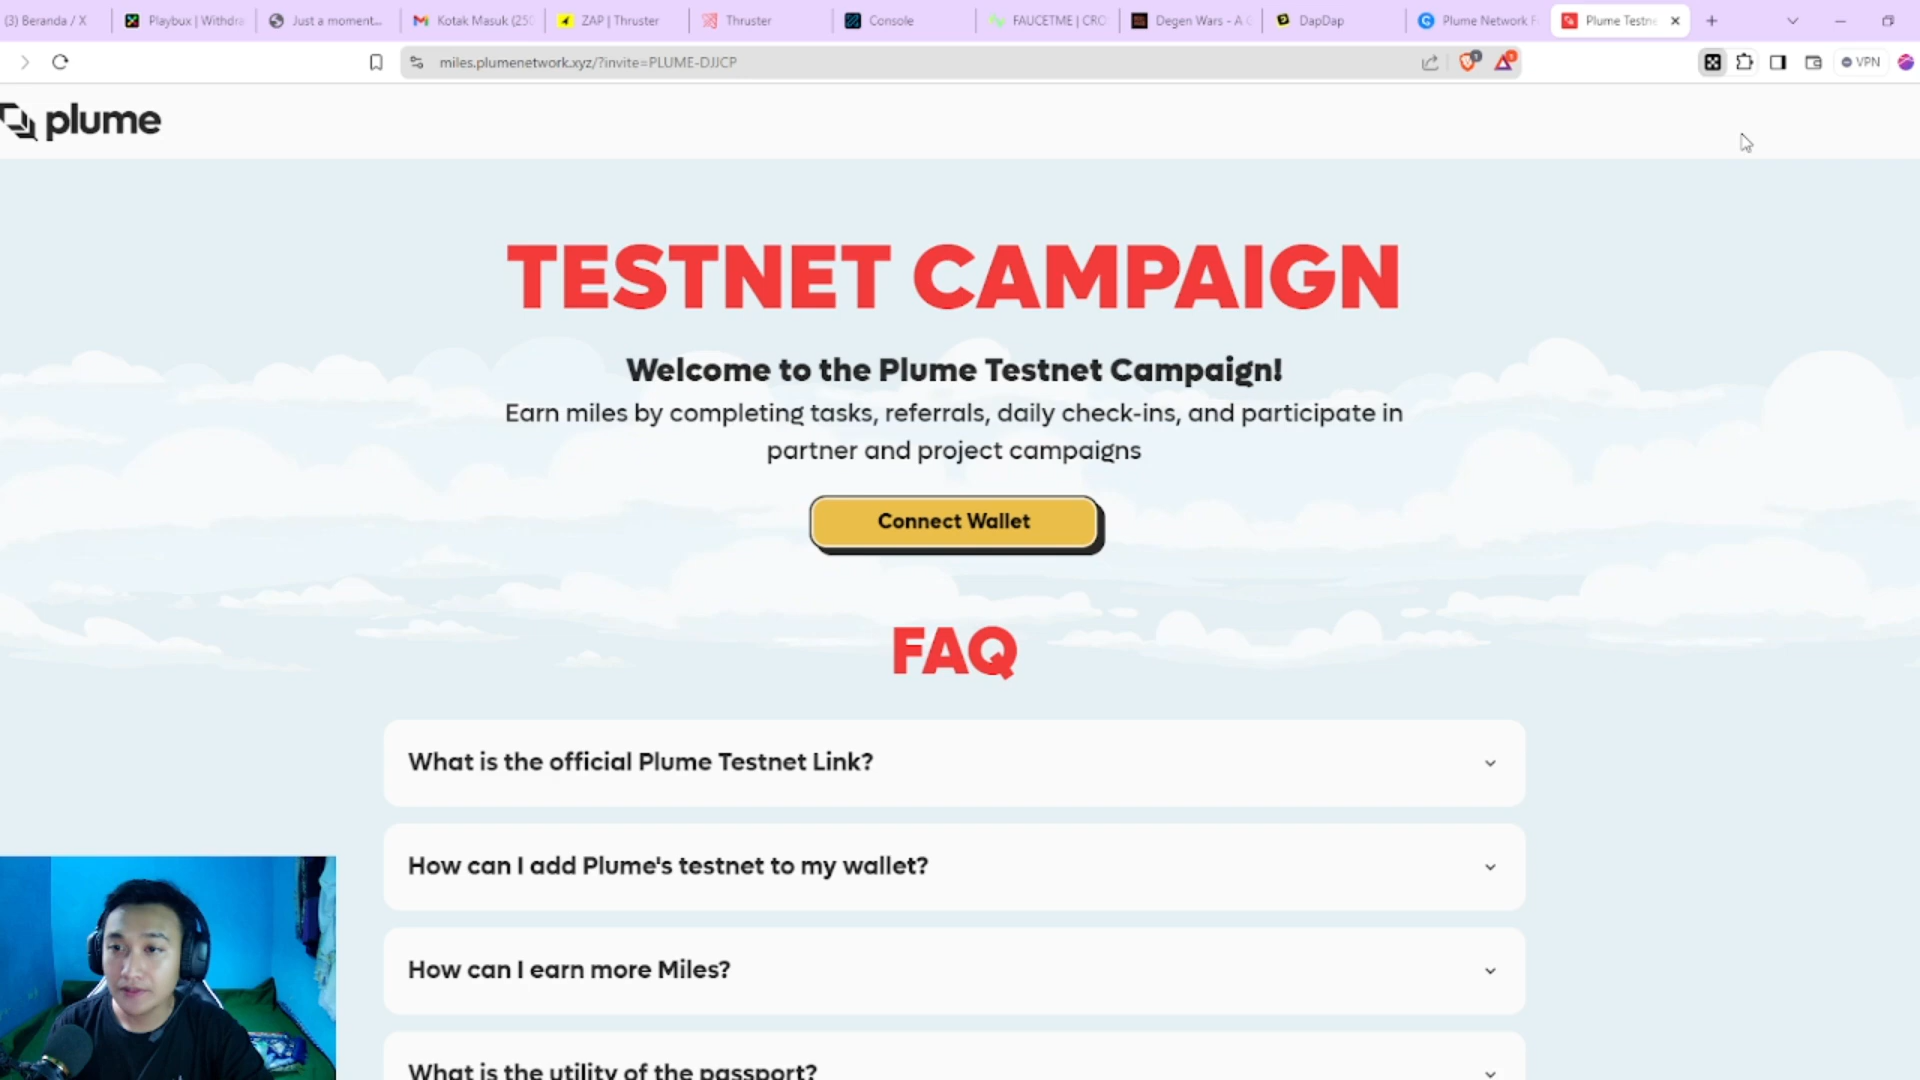 (3) Beranda / X
Playbux | Withdra
Just a moment...
Kotak Masuk (250
ZAP | Thruster
Thruster
Console
FAUCETME | CRO
Degen Wars - A C
DapDap
Plume Network F
Plume Testne
miles.plumenetwork.xyz/?invite=PLUME-DJJCP
VPN
plume
TESTNET CAMPAIGN
Welcome to the Plume Testnet Campaign!
Earn miles by completing tasks, referrals, daily check-ins, and participate in
partner and project campaigns
Connect Wallet
FAQ
What is the official Plume Testnet Link?
How can I add Plume's testnet to my wallet?
How can I earn more Miles?
What is the utility of the passport?